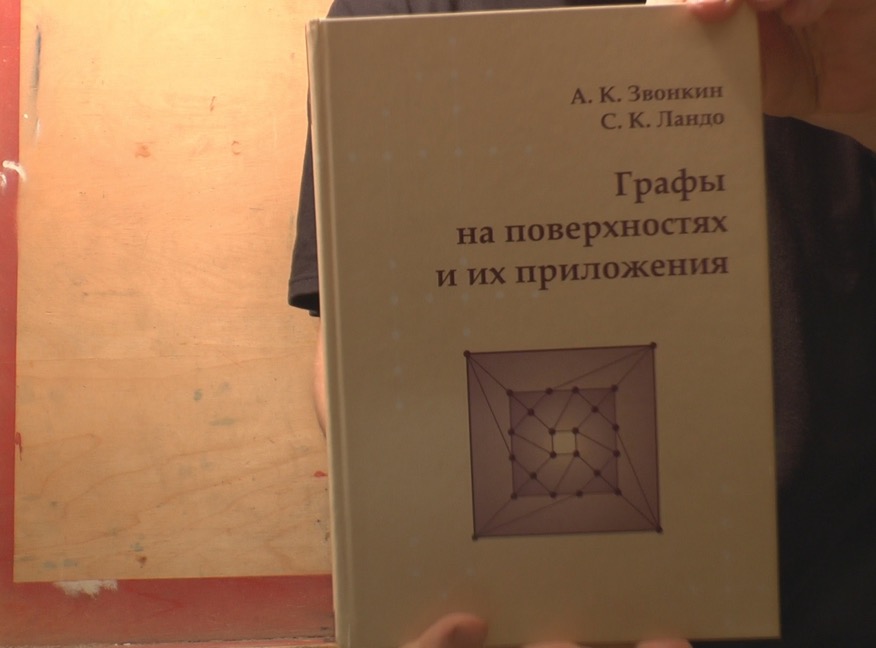 А. К. Звонкин
С. К. Ландо
Графы
на поверхностях
и их приложения